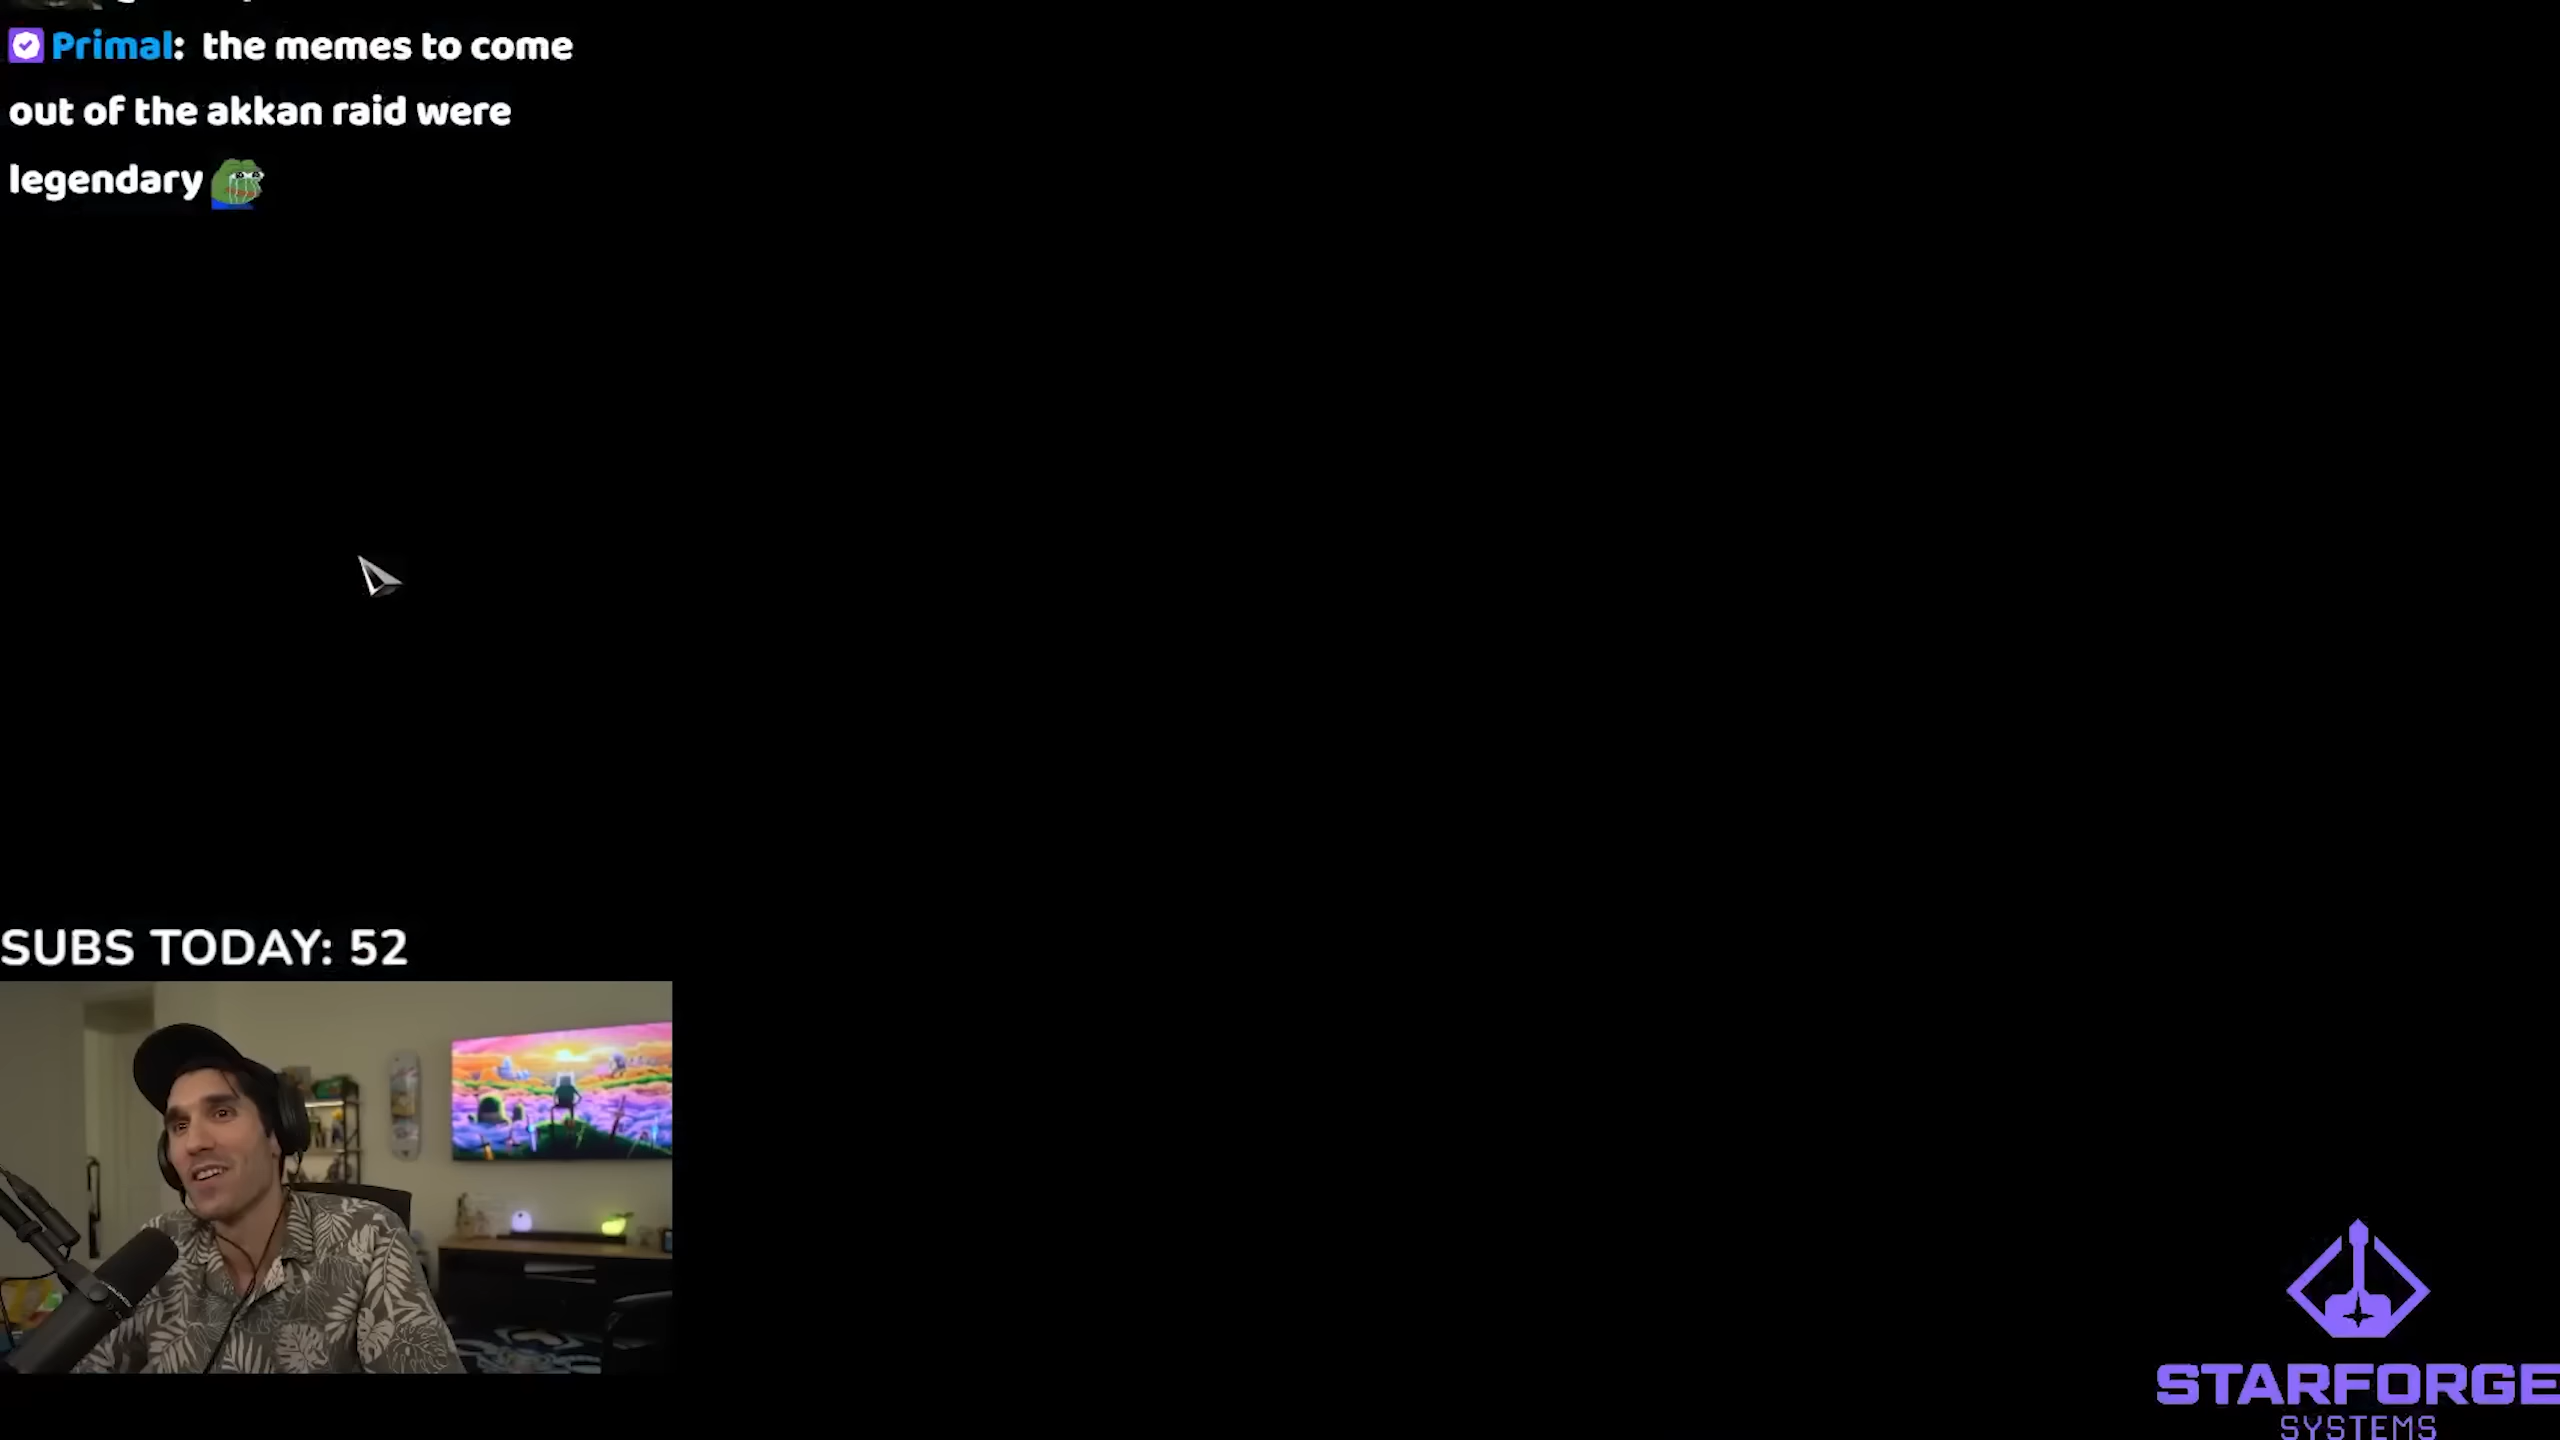 Primal: the memes to come
out of the akkan raid were
legendary
SUBS TODAY: 52
STARFORGE
SYSTEMS